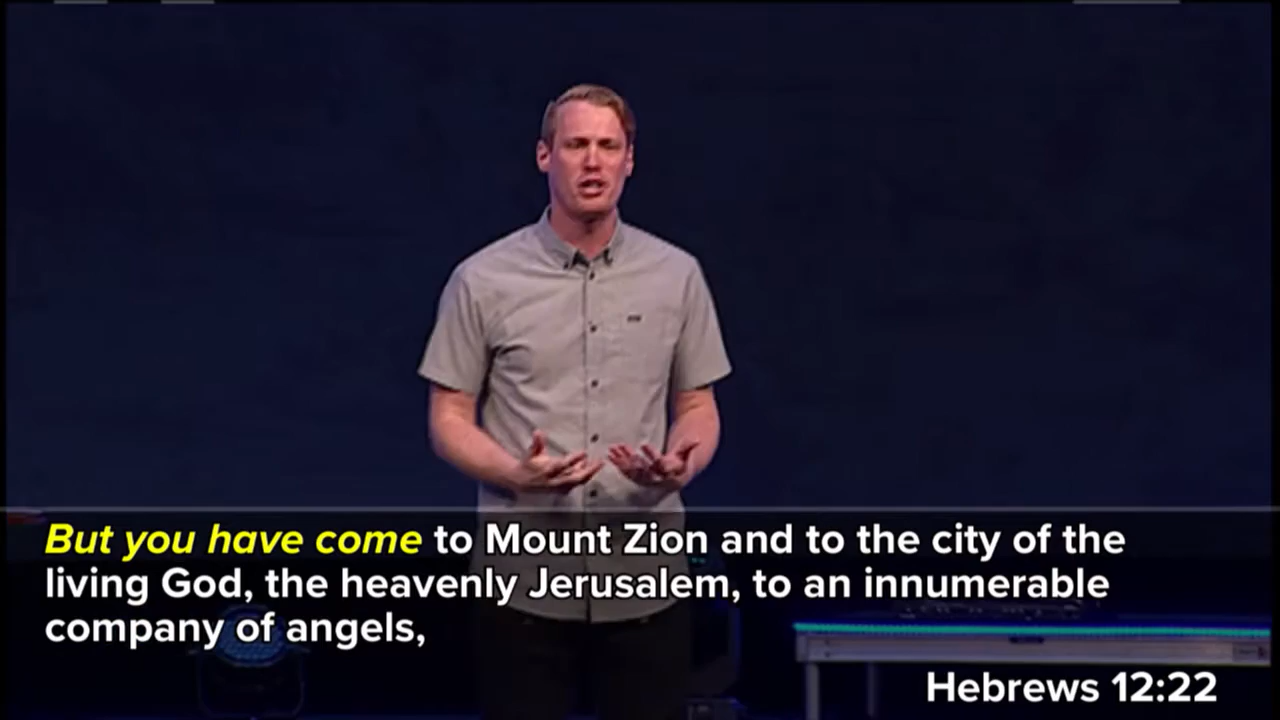 But you have come to Mount Zion and to the city of the
living God, the heavenly Jerusalem, to an innumerable
company of angels,
Hebrews 12:22